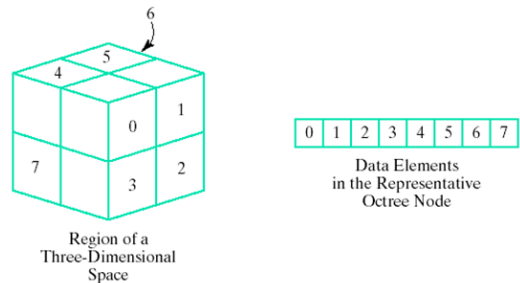 6
5
4
0
1
7
3
2
0 1 2 3 4 5 6 7
Data Elements
in the Representative
Octree Node
Region of a
Three-Dimensional
Space